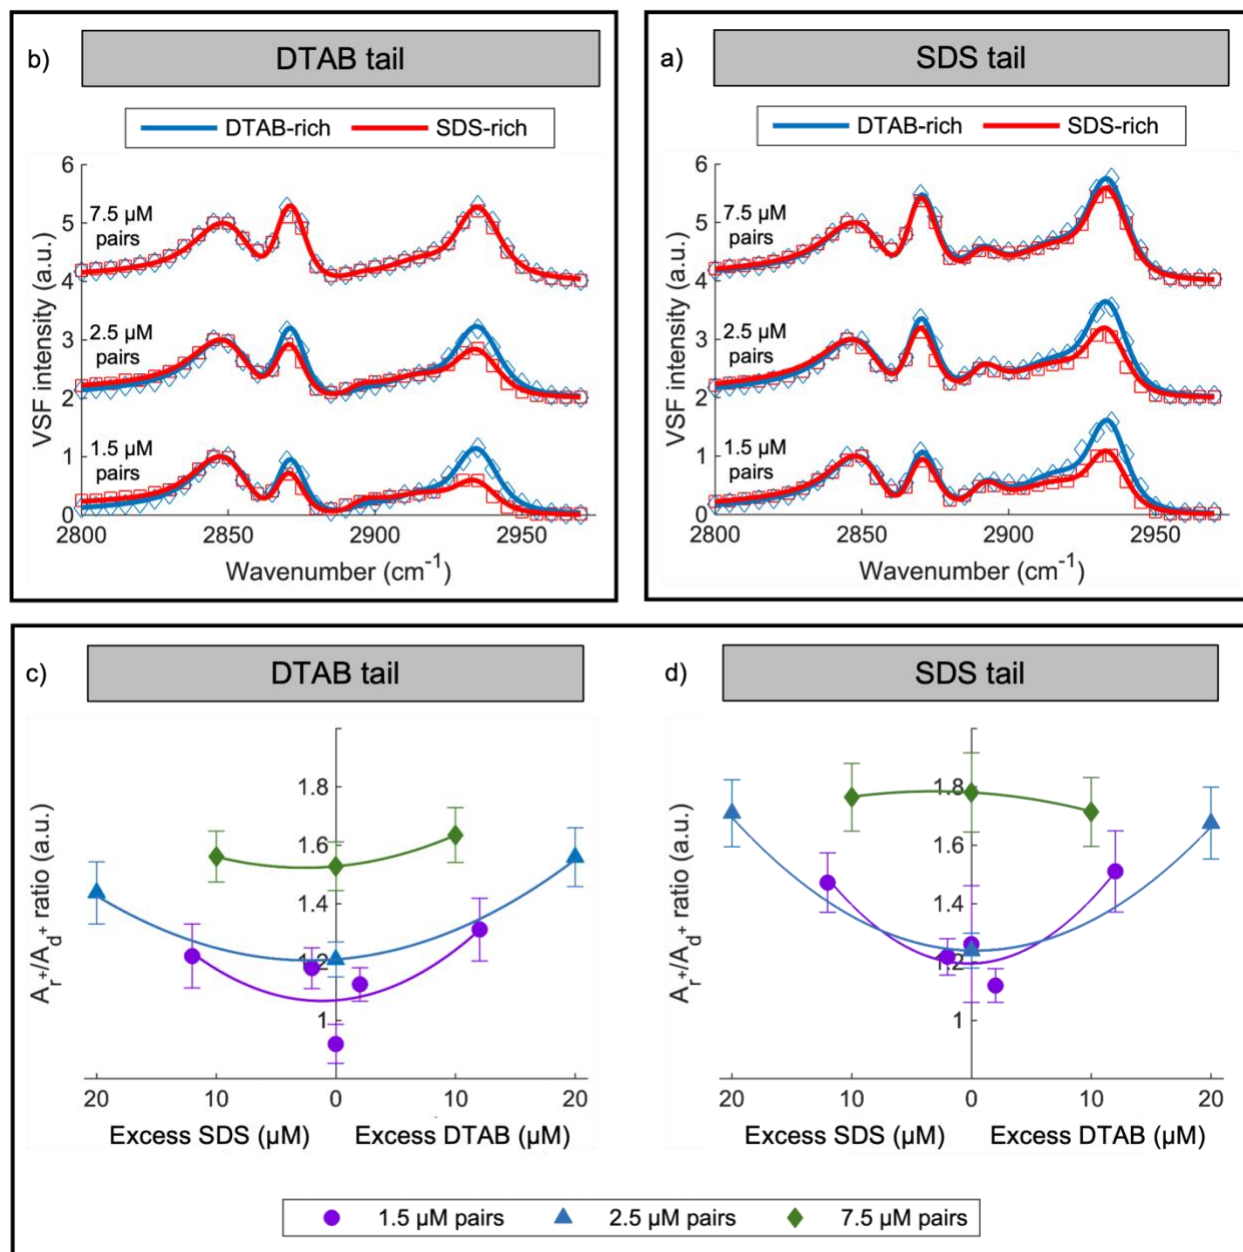 b)
DTAB tail
DTAB-rich
SDS-rich
VSF intensity (a.u.)
6
5
4
3
2
1
0
7.5 µM
pairs
2.5 µM
pairs
1.5 µM
pairs
2800
2850
2900
2950
Wavenumber (cm⁻¹)
a)
SDS tail
DTAB-rich
SDS-rich
VSF intensity (a.u.)
6
5
4
3
2
1
0
7.5 µM
pairs
2.5 µM
pairs
1.5 µM
pairs
2800
2850
2900
2950
Wavenumber (cm⁻¹)
c)
DTAB tail
Aᵣ⁺/A_d⁺ ratio (a.u.)
1.8
1.6
1.4
1.2
1
20
10
0
10
20
Excess SDS (µM)
Excess DTAB (µM)
d)
SDS tail
Aᵣ⁺/A_d⁺ ratio (a.u.)
1.8
1.6
1.4
1.2
1
20
10
0
10
20
Excess SDS (µM)
Excess DTAB (µM)
1.5 µM pairs
2.5 µM pairs
7.5 µM pairs